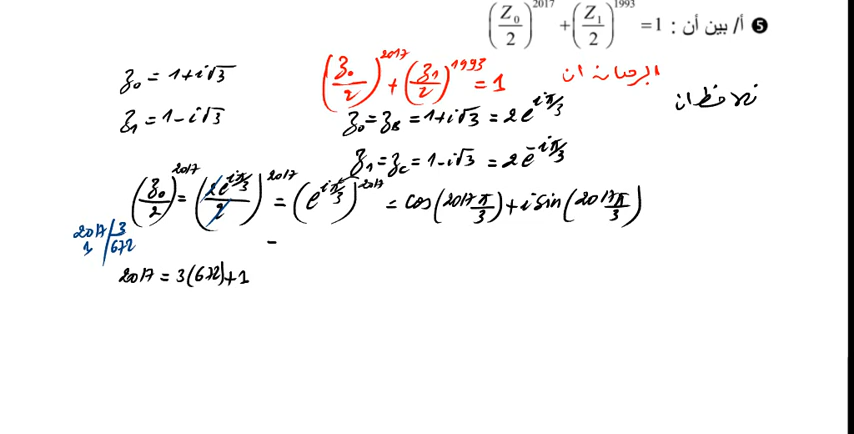 ❺ أ/ بين أن : (Z₀/2)^2017 + (Z₁/2)^1993 = 1
z₀ = 1+i√3
(z₀/2)^2017 + (z₁/2)^1993 = 1 البرهان ان
z₁ = 1-i√3
z₀ = z_B = 1+i√3 = 2e^{iπ/3} نلاحظ ان
z₁ = z_C = 1-i√3 = 2e^{-iπ/3}
(z₀/2)^2017 = (2e^{iπ/3}/2)^2017 = (e^{iπ/3})^2017 = cos(2017π/3) + i sin(2017π/3)
2017 | 3
1 | 672
=
2017 = 3(672)+1